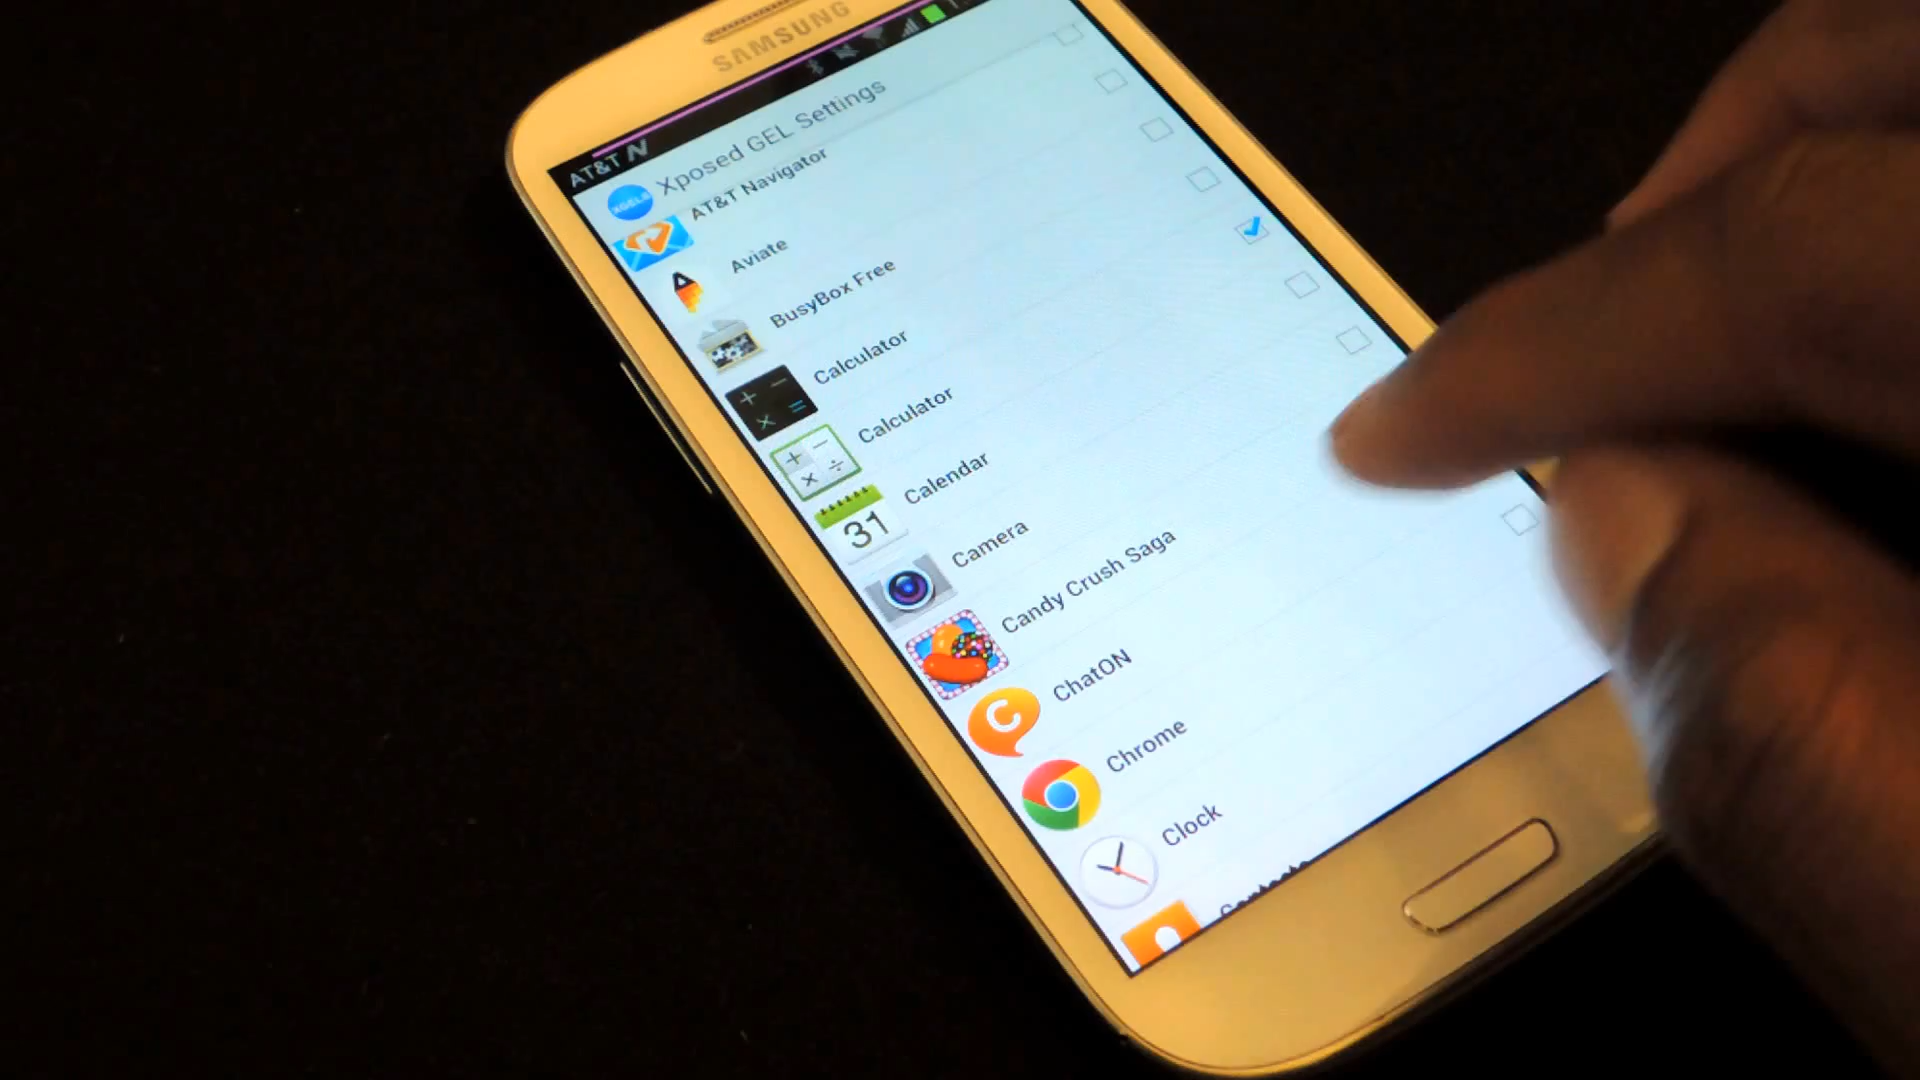 SAMSUNG
AT&T
Xposed GEL Settings
AT&T Navigator
Aviate
BusyBox Free
Calculator
Calculator
Calendar
31
Camera
Candy Crush Saga
ChatON
C
Chrome
Clock